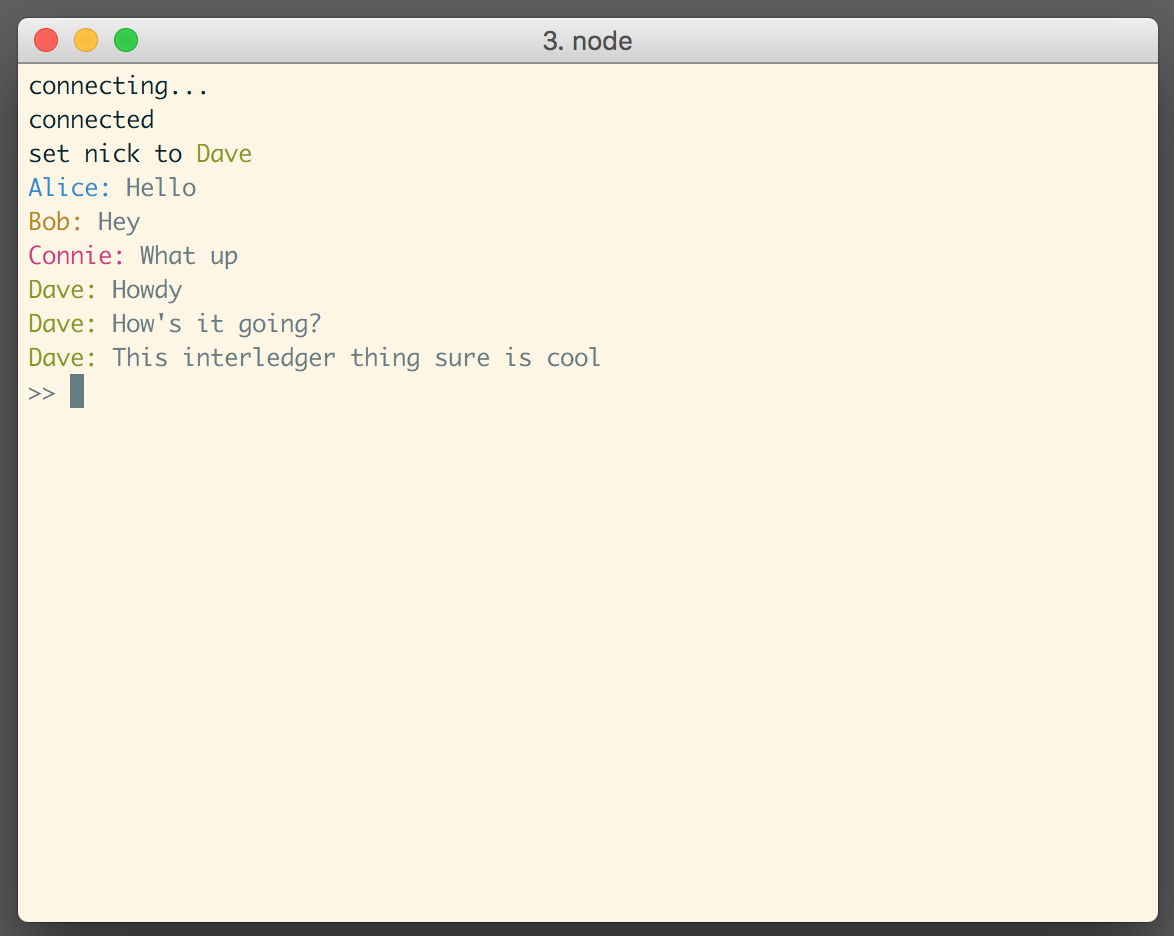 3. node
connecting...
connected
set nick to Dave
Alice: Hello
Bob: Hey
Connie: What up
Dave: Howdy
Dave: How's it going?
Dave: This interledger thing sure is cool
>>